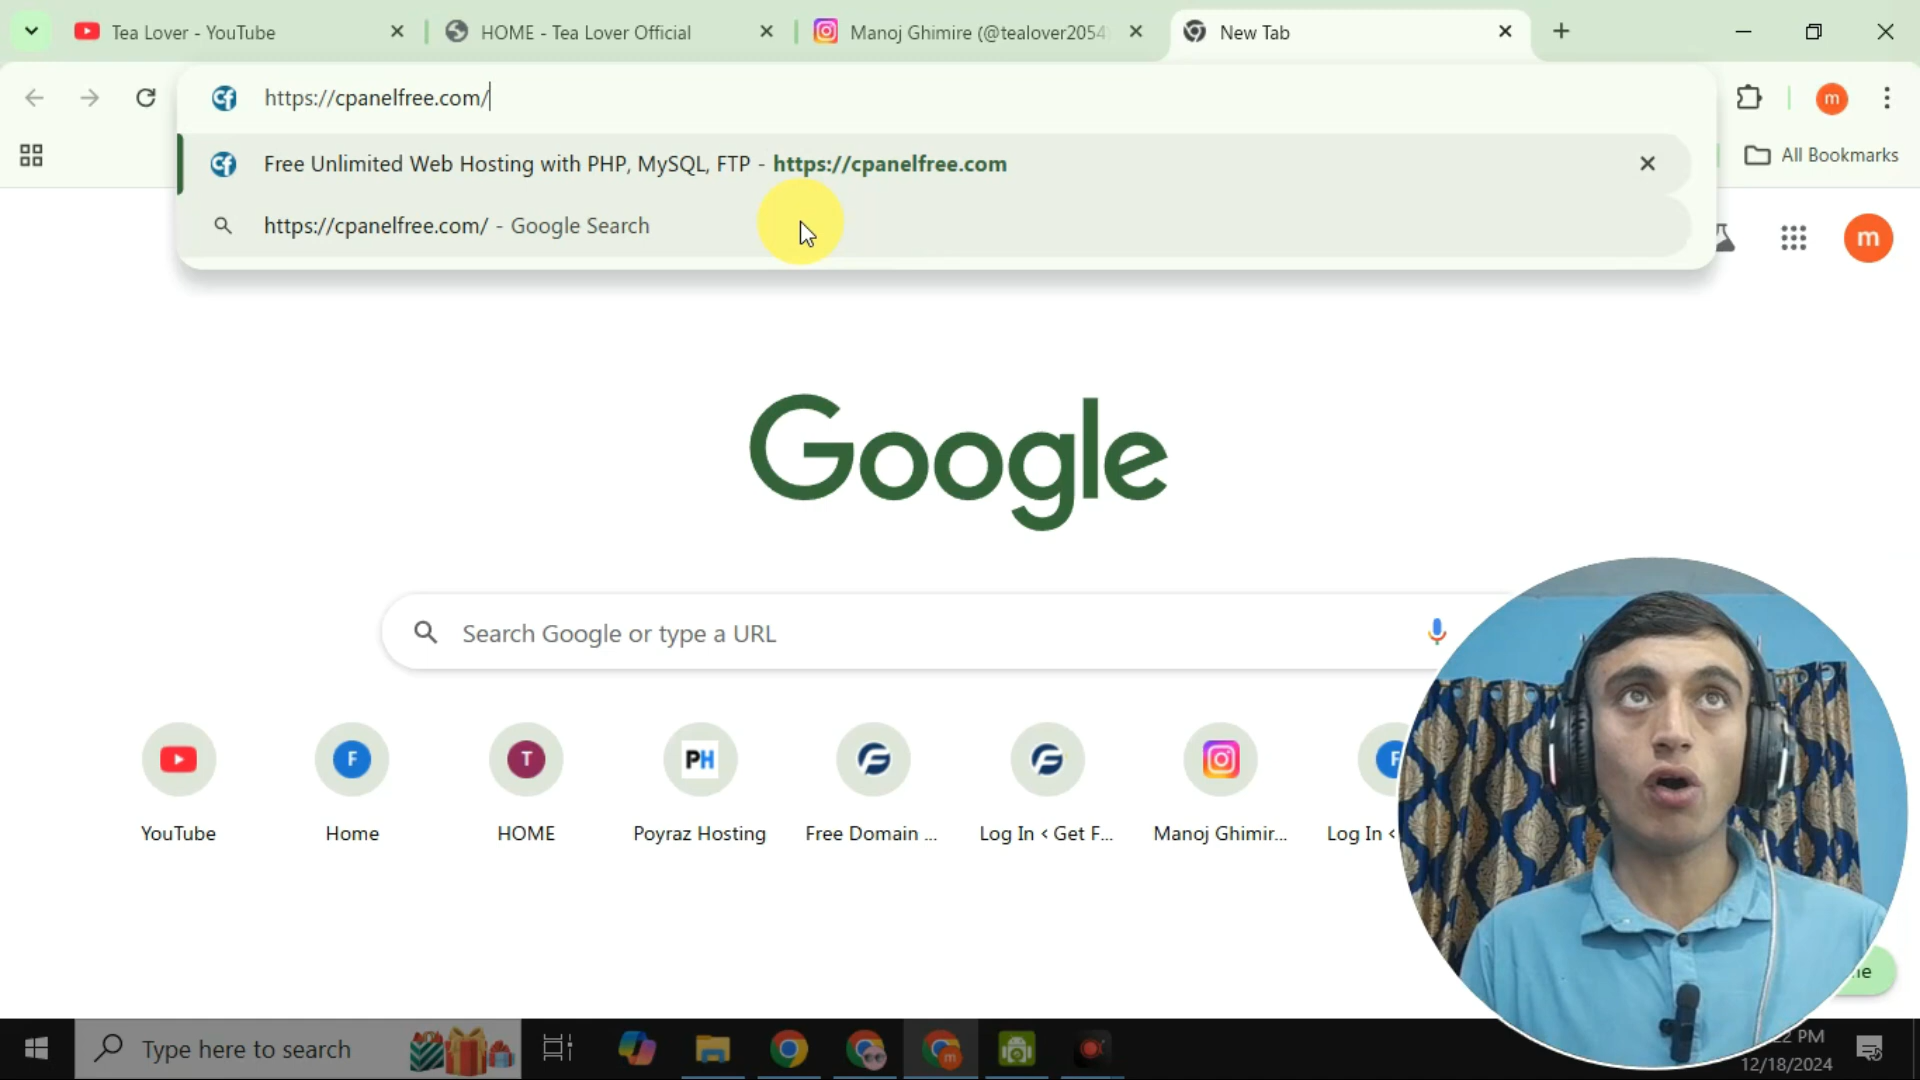 Tea Lover - YouTube
HOME - Tea Lover Official
Manoj Ghimire (@tealover2054
New Tab
https://cpanelfree.com/
m
Free Unlimited Web Hosting with PHP, MySQL, FTP - https://cpanelfree.com
All Bookmarks
https://cpanelfree.com/ - Google Search
m
Google
Search Google or type a URL
F
T
PH
F
YouTube
Home
HOME
Poyraz Hosting
Free Domain ...
Log In < Get F...
Manoj Ghimir...
Log In <
Type here to search
m
PM
12/18/2024